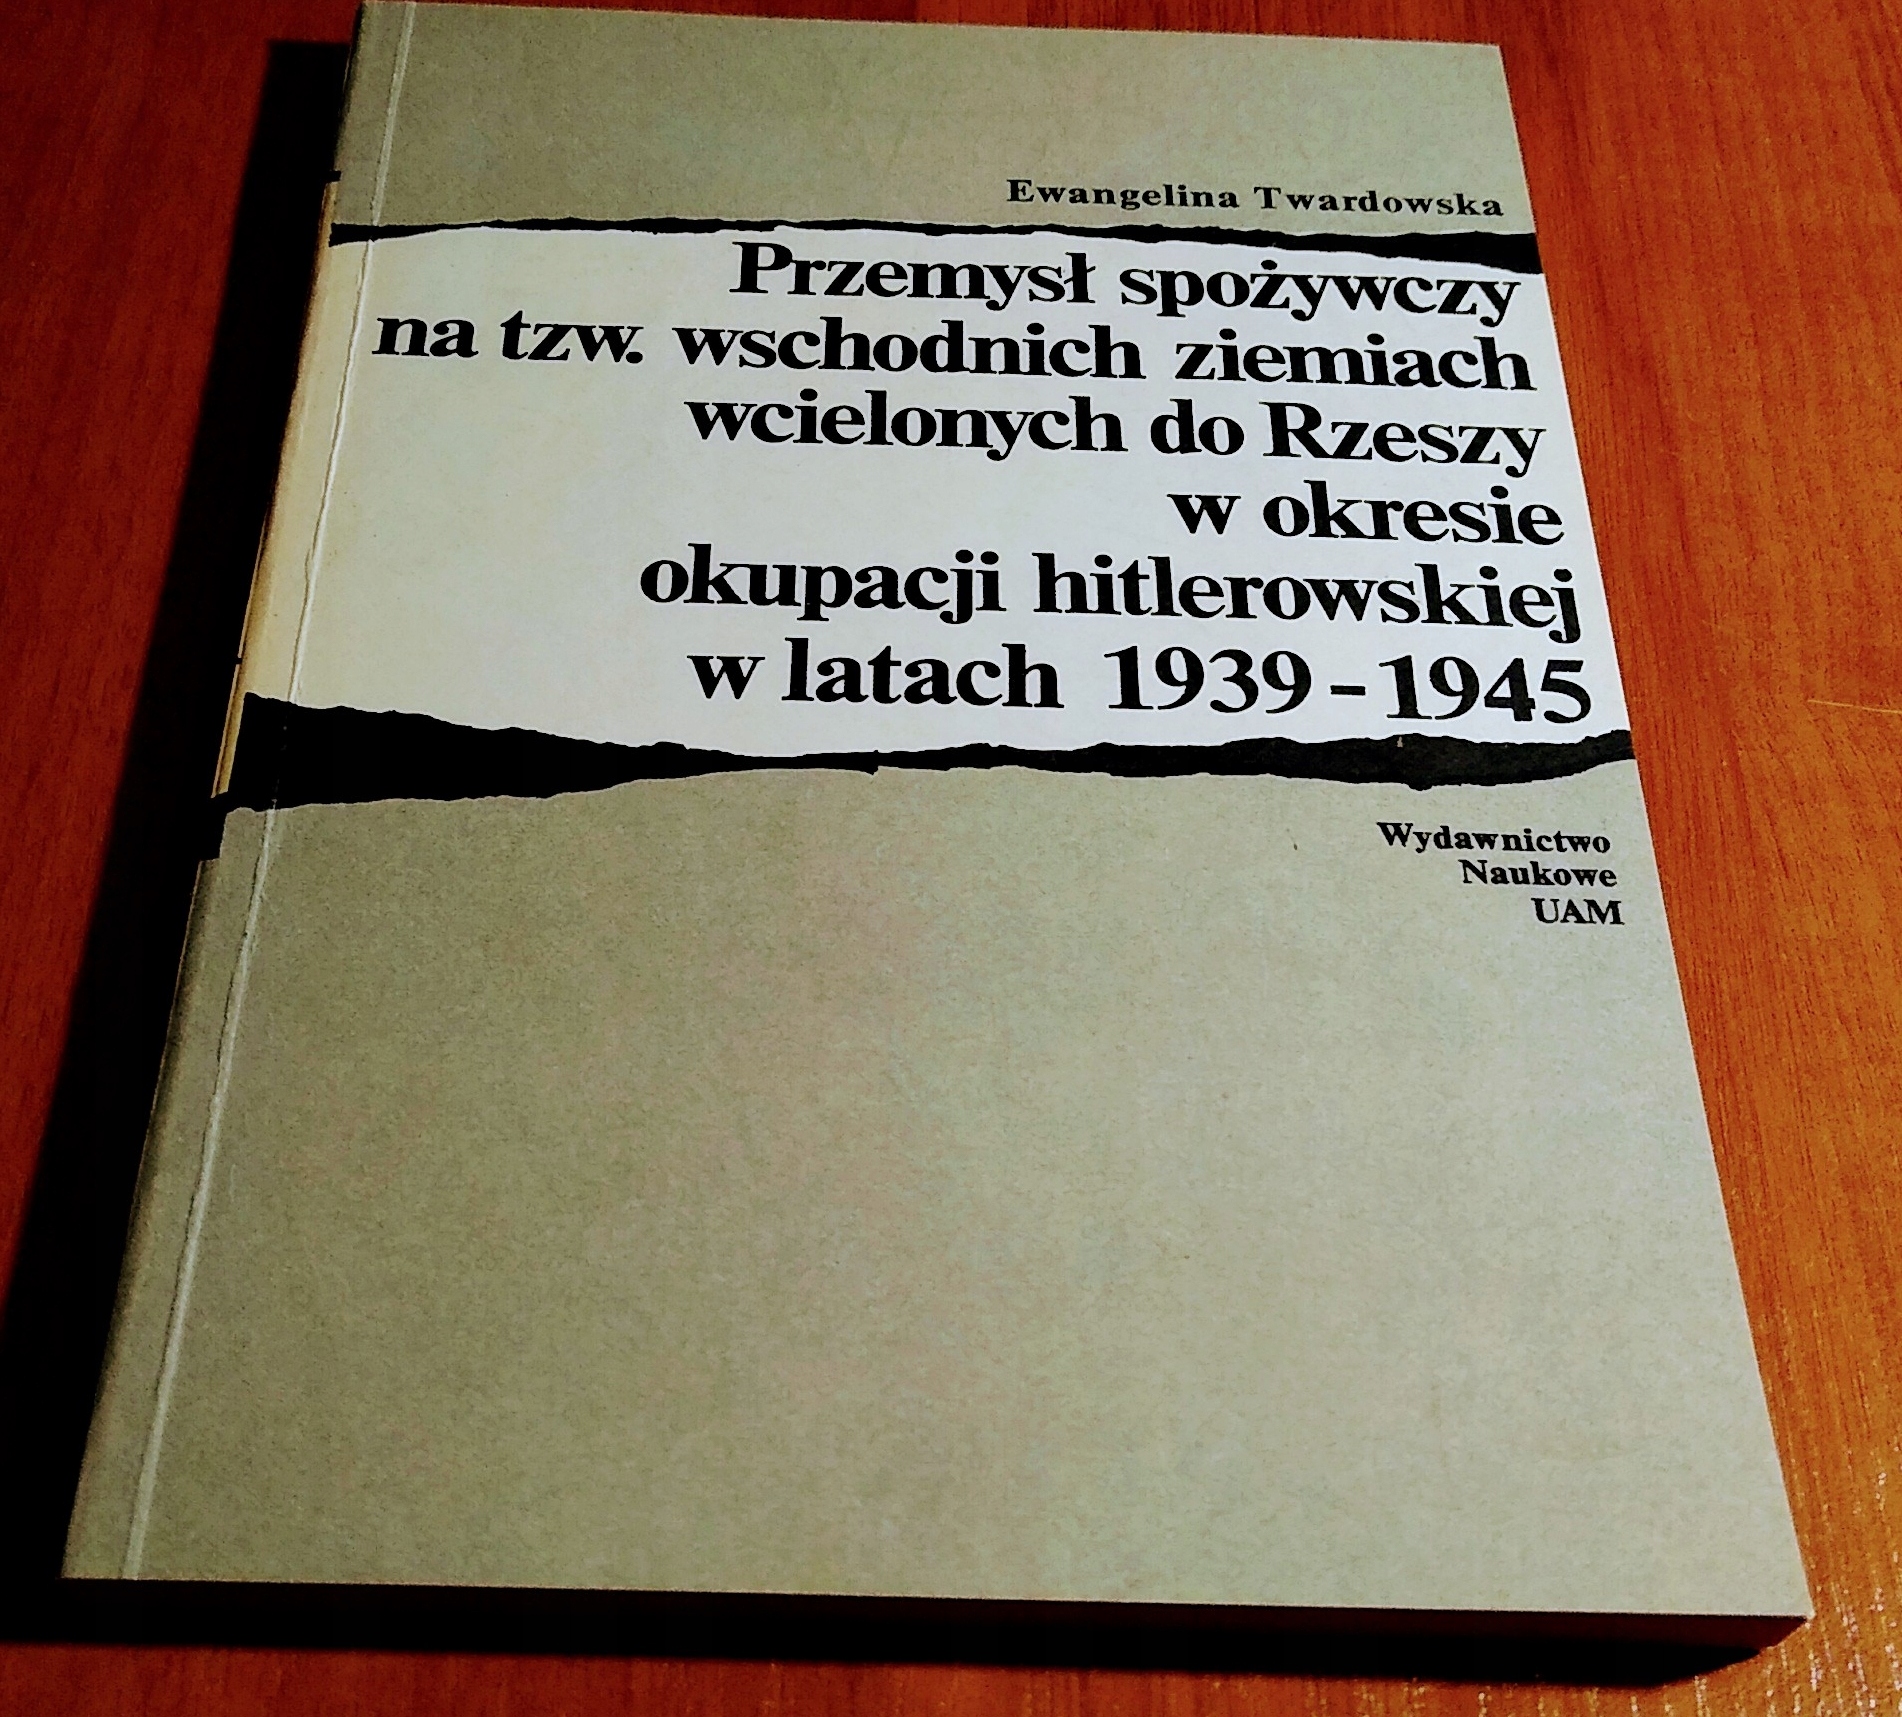 Ewangelina Twardowska
Przemysł spożywczy
na tzw. wschodnich ziemiach
wcielonych do Rzeszy
w okresie
okupacji hitlerowskiej
w latach 1939-1945
Wydawnictwo
Naukowe
UAM